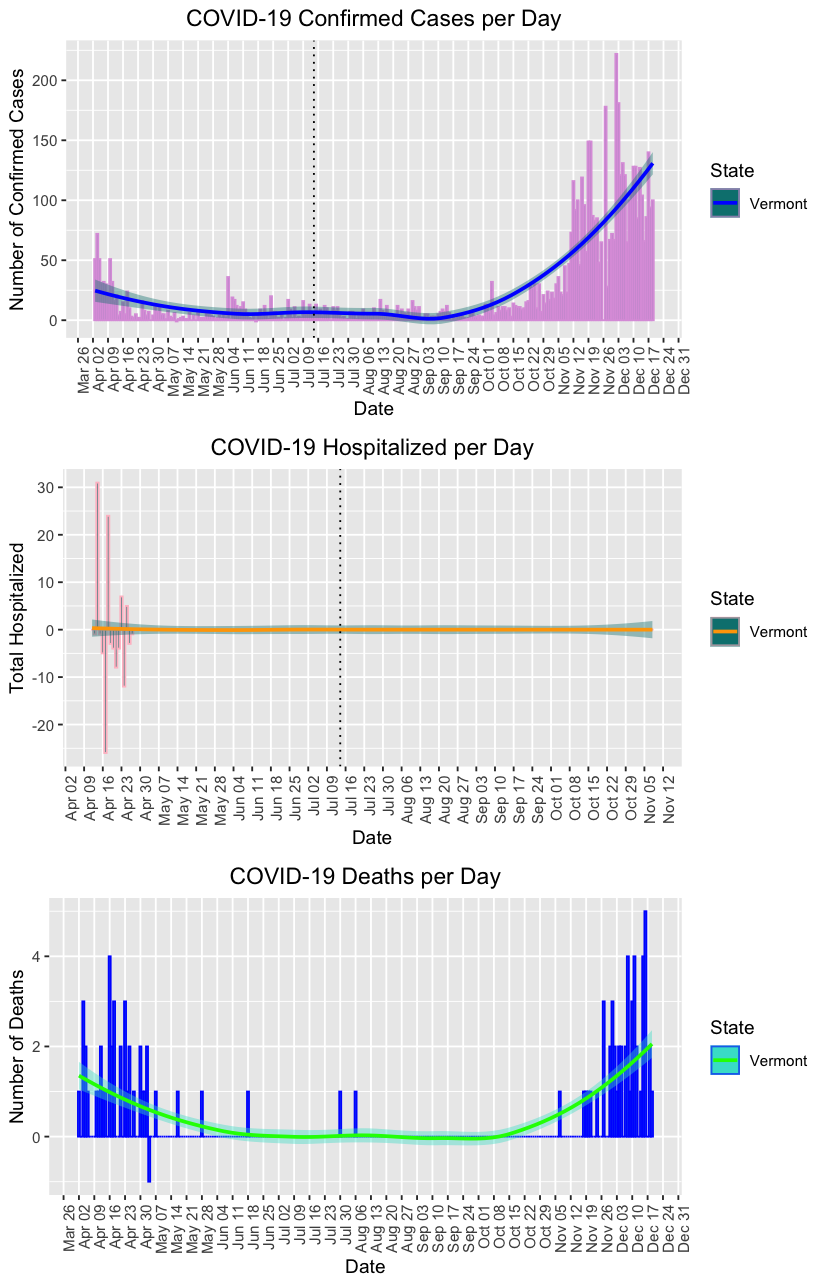 COVID-19 Confirmed Cases per Day
Number of Confirmed Cases
200
150
100
50
0
Mar 26
Apr 02
Apr 09
Apr 16
Apr 23
Apr 30
May 07
May 14
May 21
May 28
Jun 04
Jun 11
Jun 18
Jun 25
Jul 02
Jul 09
Jul 16
Jul 23
Jul 30
Aug 06
Aug 13
Aug 20
Aug 27
Sep 03
Sep 10
Sep 17
Sep 24
Oct 01
Oct 08
Oct 15
Oct 22
Oct 29
Nov 05
Nov 12
Nov 19
Nov 26
Dec 03
Dec 10
Dec 17
Dec 24
Dec 31
Date
State
Vermont
COVID-19 Hospitalized per Day
Total Hospitalized
30
20
10
0
-10
-20
Apr 02
Apr 09
Apr 16
Apr 23
Apr 30
May 07
May 14
May 21
May 28
Jun 04
Jun 11
Jun 18
Jun 25
Jul 02
Jul 09
Jul 16
Jul 23
Jul 30
Aug 06
Aug 13
Aug 20
Aug 27
Sep 03
Sep 10
Sep 17
Sep 24
Oct 01
Oct 08
Oct 15
Oct 22
Oct 29
Nov 05
Nov 12
Date
State
Vermont
COVID-19 Deaths per Day
Number of Deaths
4
2
0
Mar 26
Apr 02
Apr 09
Apr 16
Apr 23
Apr 30
May 07
May 14
May 21
May 28
Jun 04
Jun 11
Jun 18
Jun 25
Jul 02
Jul 09
Jul 16
Jul 23
Jul 30
Aug 06
Aug 13
Aug 20
Aug 27
Sep 03
Sep 10
Sep 17
Sep 24
Oct 01
Oct 08
Oct 15
Oct 22
Oct 29
Nov 05
Nov 12
Nov 19
Nov 26
Dec 03
Dec 10
Dec 17
Dec 24
Dec 31
Date
State
Vermont